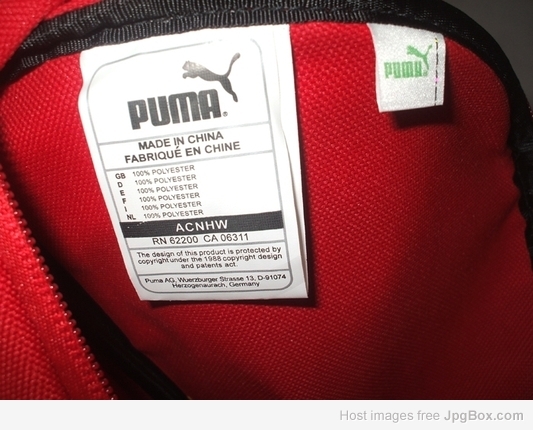 PUMA
MADE IN CHINA
FABRIQUÉ EN CHINE
GB 100% POLYESTER
D 100% POLYESTER
E 100% POLYESTER
F 100% POLYESTER
I 100% POLYESTER
NL 100% POLYESTER
ACNHW
RN 62200 CA 06311
The design of this product is protected by
copyright under the 1988 copyright design
and patents act.
Puma AG, Wuerzburger Strasse 13, D-91074
Herzogenaurach, Germany
PUMA
Host images free JpgBox.com